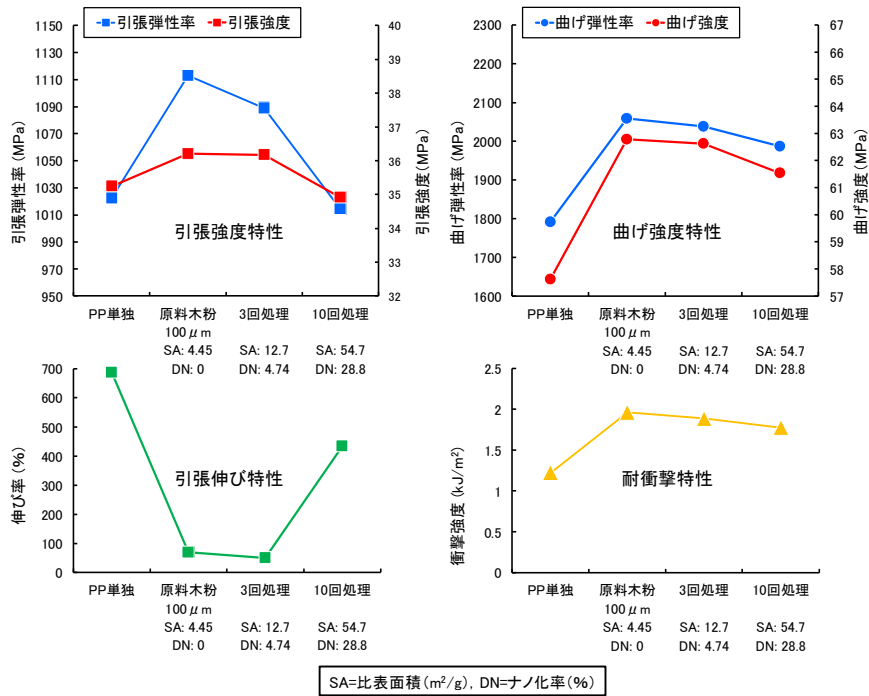 引張弾性率 引張強度
1150
1130
1110
1090
1070
1050
1030
1010
990
970
950
引張弾性率 (MPa)
40
39
38
37
36
35
34
33
32
引張強度 (MPa)
引張強度特性
PP単独 原料木粉 3回処理 10回処理
100μm
SA: 4.45 SA: 12.7 SA: 54.7
DN: 0 DN: 4.74 DN: 28.8
曲げ弾性率 曲げ強度
2300
2200
2100
2000
1900
1800
1700
1600
曲げ弾性率 (MPa)
67
66
65
64
63
62
61
60
59
58
57
曲げ強度 (MPa)
曲げ強度特性
PP単独 原料木粉 3回処理 10回処理
100μm
SA: 4.45 SA: 12.7 SA: 54.7
DN: 0 DN: 4.74 DN: 28.8
700
600
500
400
300
200
100
0
伸び率 (%)
引張伸び特性
PP単独 原料木粉 3回処理 10回処理
100μm
SA: 4.45 SA: 12.7 SA: 54.7
DN: 0 DN: 4.74 DN: 28.8
2.5
2
1.5
1
0.5
0
衝撃強度 (kJ/m²)
耐衝撃特性
PP単独 原料木粉 3回処理 10回処理
100μm
SA: 4.45 SA: 12.7 SA: 54.7
DN: 0 DN: 4.74 DN: 28.8
SA=比表面積(m²/g), DN=ナノ化率(%)